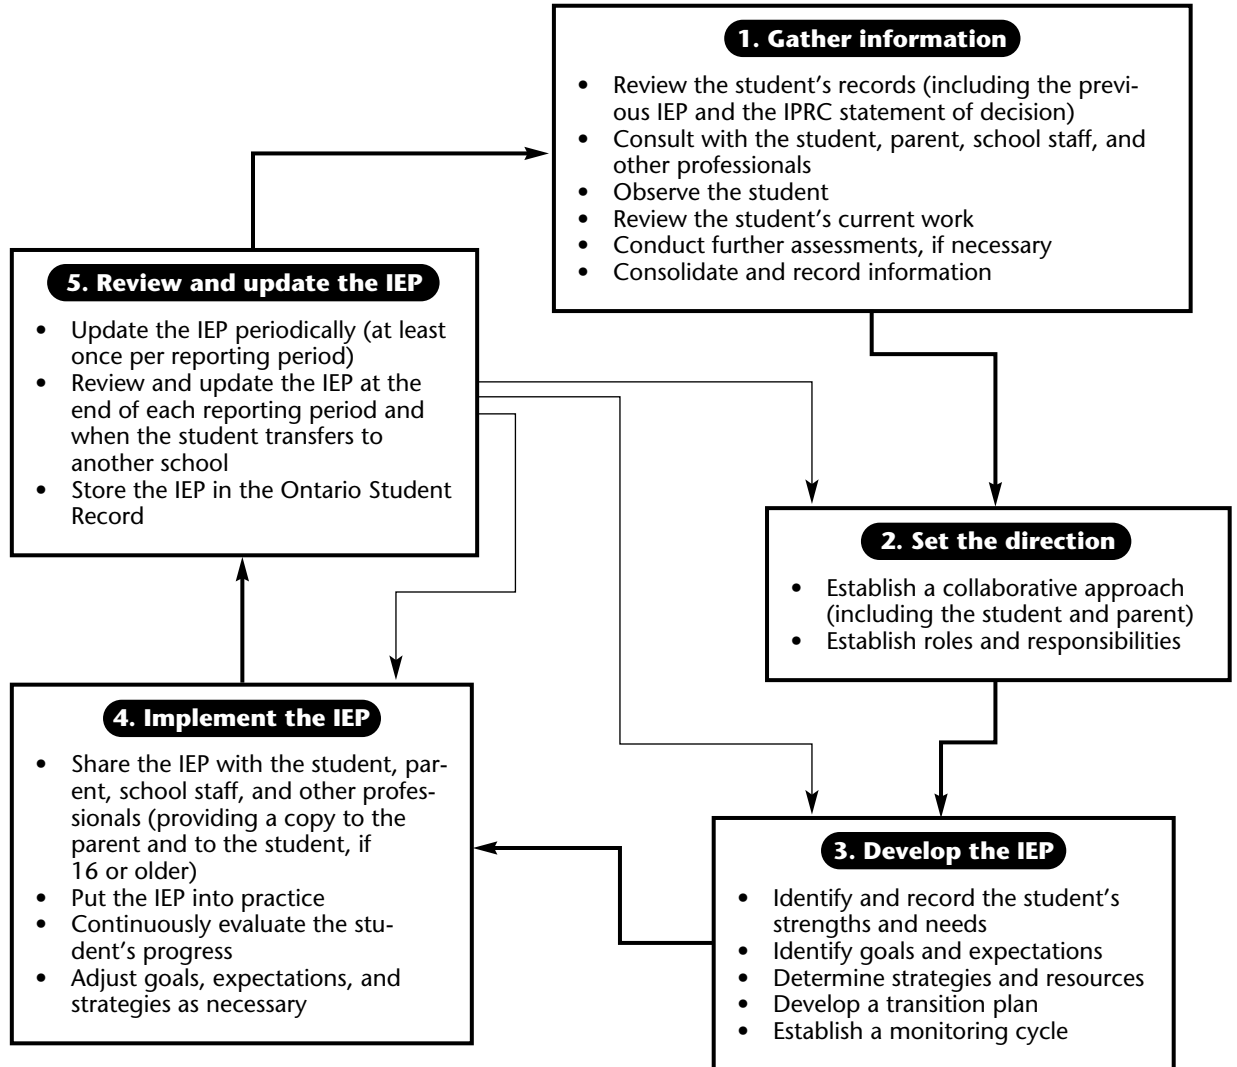 1. Gather information
• Review the student’s records (including the previ-
ous IEP and the IPRC statement of decision)
• Consult with the student, parent, school staff, and
other professionals
• Observe the student
• Review the student’s current work
• Conduct further assessments, if necessary
• Consolidate and record information
2. Set the direction
• Establish a collaborative approach
(including the student and parent)
• Establish roles and responsibilities
3. Develop the IEP
• Identify and record the student’s
strengths and needs
• Identify goals and expectations
• Determine strategies and resources
• Develop a transition plan
• Establish a monitoring cycle
4. Implement the IEP
• Share the IEP with the student, par-
ent, school staff, and other profes-
sionals (providing a copy to the
parent and to the student, if
16 or older)
• Put the IEP into practice
• Continuously evaluate the stu-
dent’s progress
• Adjust goals, expectations, and
strategies as necessary
5. Review and update the IEP
• Update the IEP periodically (at least
once per reporting period)
• Review and update the IEP at the
end of each reporting period and
when the student transfers to
another school
• Store the IEP in the Ontario Student
Record